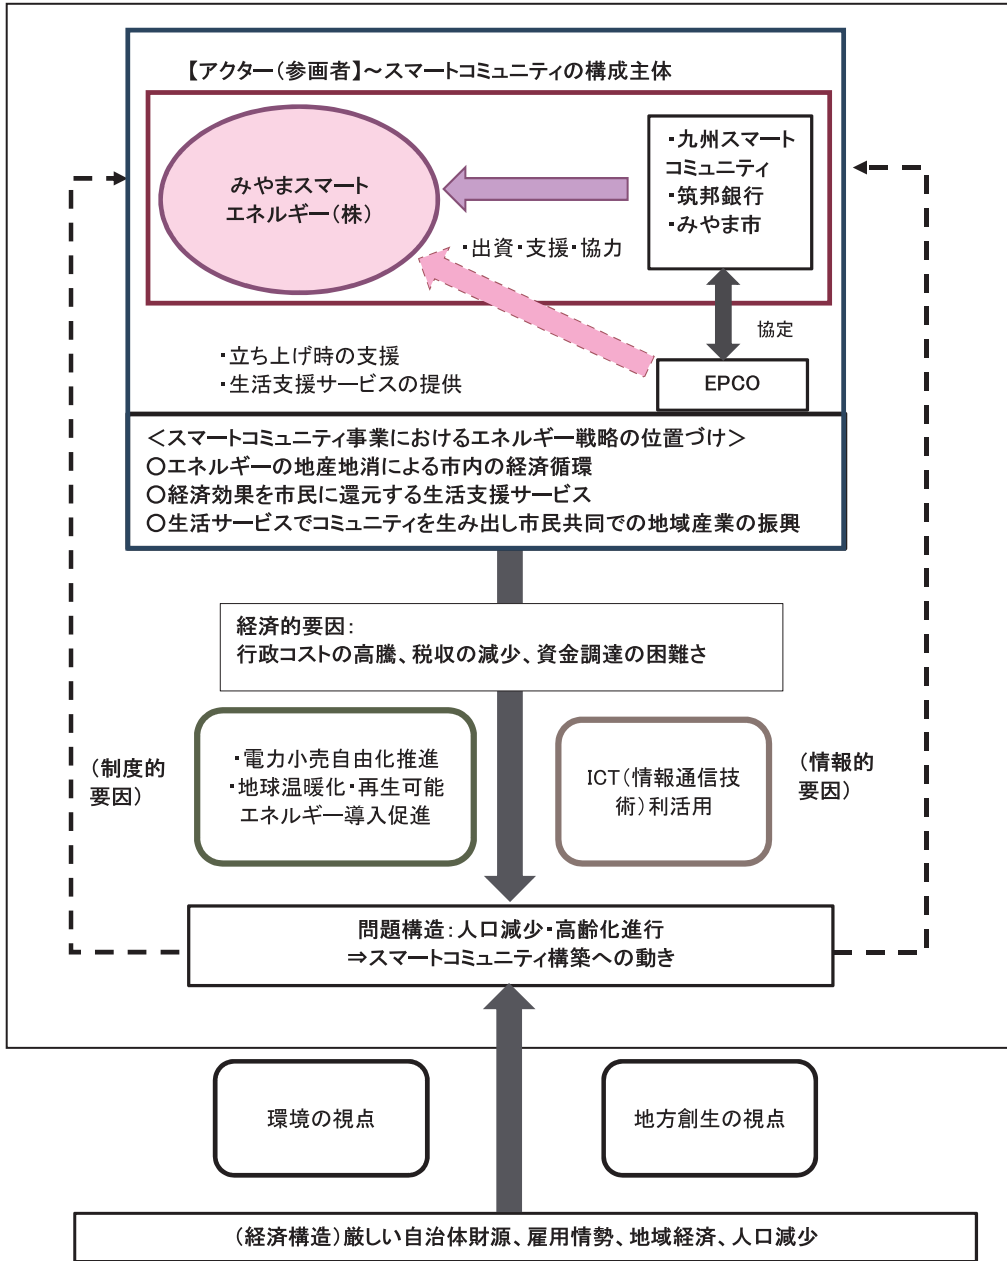 【アクター(参画者】~スマートコミュニティの構成主体
みやまスマート
エネルギー(株)
・九州スマート
コミュニティ
・筑邦銀行
・みやま市
・出資・支援・協力
協定
・立ち上げ時の支援
・生活支援サービスの提供
EPCO
<スマートコミュニティ事業におけるエネルギー戦略の位置づけ>
○エネルギーの地産地消による市内の経済循環
○経済効果を市民に還元する生活支援サービス
○生活サービスでコミュニティを生み出し市民共同での地域産業の振興
経済的要因:
行政コストの高騰、税収の減少、資金調達の困難さ
(制度的
要因)
・電力小売自由化推進
・地球温暖化・再生可能
エネルギー導入促進
ICT(情報通信技
術)利活用
(情報的
要因)
問題構造:人口減少・高齢化進行
⇒スマートコミュニティ構築への動き
環境の視点
地方創生の視点
(経済構造)厳しい自治体財源、雇用情勢、地域経済、人口減少